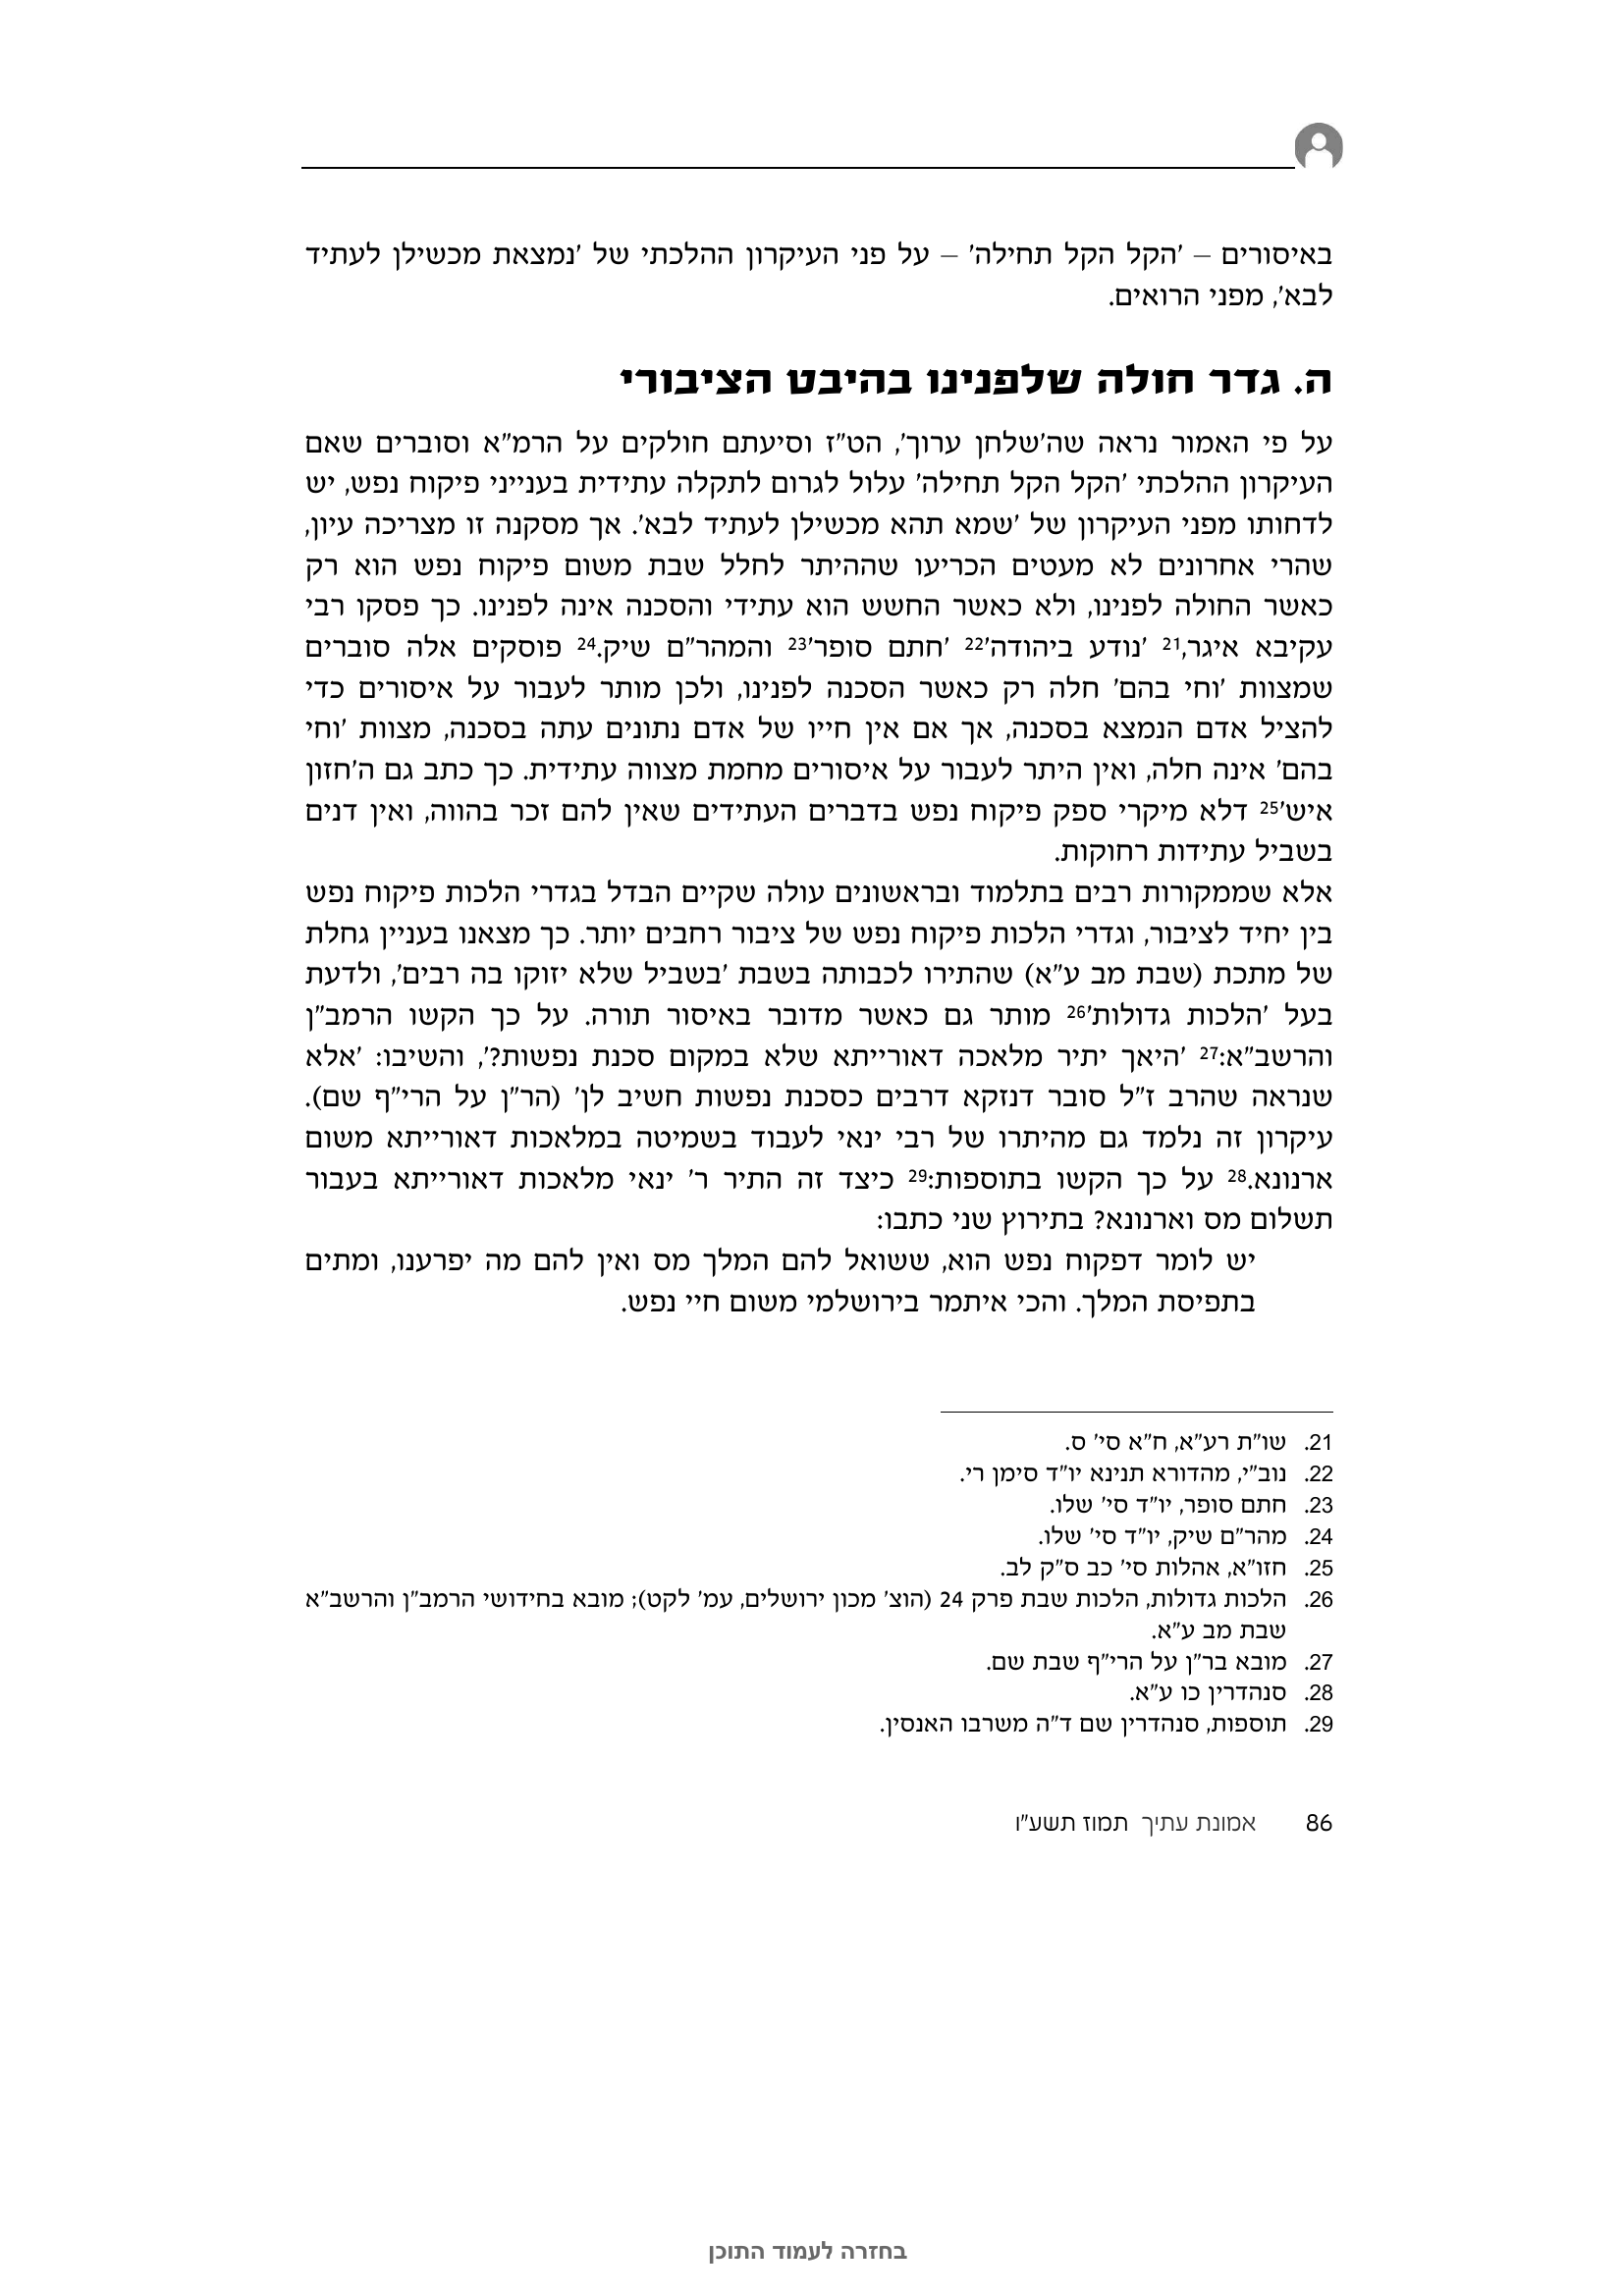 באיסורים – 'הקל הקל תחילה' – על פני העיקרון ההלכתי של 'נמצאת מכשילן לעתיד
לבא', מפני הרואים.
ה. גדר חולה שלפנינו בהיבט הציבורי
על פי האמור נראה שה'שלחן ערוך', הט"ז וסיעתם חולקים על הרמ"א וסוברים שאם
העיקרון ההלכתי 'הקל הקל תחילה' עלול לגרום לתקלה עתידית בענייני פיקוח נפש, יש
לדחותו מפני העיקרון של 'שמא תהא מכשילן לעתיד לבא'. אך מסקנה זו מצריכה עיון,
שהרי אחרונים לא מעטים הכריעו שההיתר לחלל שבת משום פיקוח נפש הוא רק
כאשר החולה לפנינו, ולא כאשר החשש הוא עתידי והסכנה אינה לפנינו. כך פסקו רבי
עקיבא איגר,21 'נודע ביהודה'22 'חתם סופר'23 והמהר"ם שיק.24 פוסקים אלה סוברים
שמצוות 'וחי בהם' חלה רק כאשר הסכנה לפנינו, ולכן מותר לעבור על איסורים כדי
להציל אדם הנמצא בסכנה, אך אם אין חייו של אדם נתונים עתה בסכנה, מצוות 'וחי
בהם' אינה חלה, ואין היתר לעבור על איסורים מחמת מצווה עתידית. כך כתב גם ה'חזון
איש'25 דלא מיקרי ספק פיקוח נפש בדברים העתידים שאין להם זכר בהווה, ואין דנים
בשביל עתידות רחוקות.
אלא שממקורות רבים בתלמוד ובראשונים עולה שקיים הבדל בגדרי הלכות פיקוח נפש
בין יחיד לציבור, וגדרי הלכות פיקוח נפש של ציבור רחבים יותר. כך מצאנו בעניין גחלת
של מתכת (שבת מב ע"א) שהתירו לכבותה בשבת 'בשביל שלא יזוקו בה רבים', ולדעת
בעל 'הלכות גדולות'26 מותר גם כאשר מדובר באיסור תורה. על כך הקשו הרמב"ן
והרשב"א:27 'היאך יתיר מלאכה דאורייתא שלא במקום סכנת נפשות?', והשיבו: 'אלא
שנראה שהרב ז"ל סובר דנזקא דרבים כסכנת נפשות חשיב לן' (הר"ן על הרי"ף שם).
עיקרון זה נלמד גם מהיתרו של רבי ינאי לעבוד בשמיטה במלאכות דאורייתא משום
ארנונא.28 על כך הקשו בתוספות:29 כיצד זה התיר ר' ינאי מלאכות דאורייתא בעבור
תשלום מס וארנונא? בתירוץ שני כתבו:
יש לומר דפקוח נפש הוא, ששואל להם המלך מס ואין להם מה יפרענו, ומתים
בתפיסת המלך. והכי איתמר בירושלמי משום חיי נפש.
21. שו"ת רע"א, ח"א סי' ס.
22. נוב"י, מהדורא תנינא יו"ד סימן רי.
23. חתם סופר, יו"ד סי' שלו.
24. מהר"ם שיק, יו"ד סי' שלו.
25. חזו"א, אהלות סי' כב ס"ק לב.
26. הלכות גדולות, הלכות שבת פרק 24 (הוצ' מכון ירושלים, עמ' לקט); מובא בחידושי הרמב"ן והרשב"א
שבת מב ע"א.
27. מובא בר"ן על הרי"ף שבת שם.
28. סנהדרין כו ע"א.
29. תוספות, סנהדרין שם ד"ה משרבו האנסין.
86 אמונת עתיך תמוז תשע"ו
בחזרה לעמוד התוכן